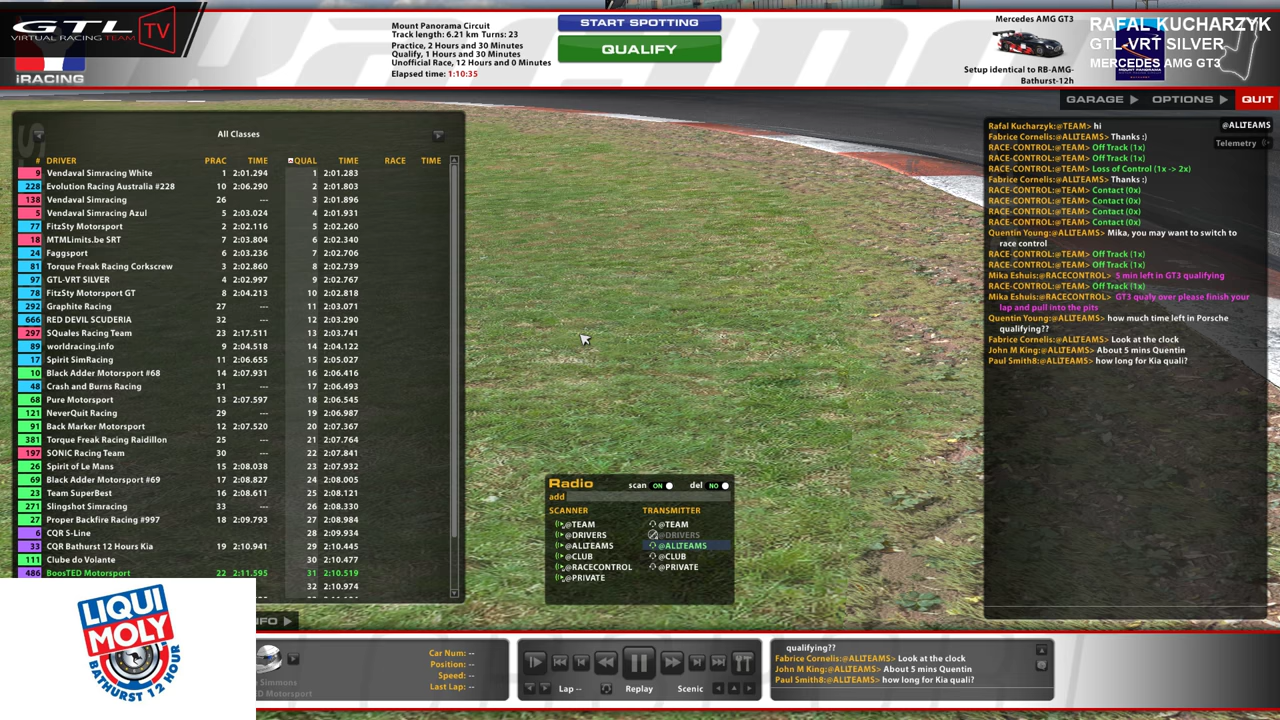 GTL TV
VIRTUAL RACING TEAM
iRACING
Mount Panorama Circuit
Track length: 6.21 km Turns: 23
Practice, 2 Hours and 30 Minutes
Qualify, 1 Hours and 30 Minutes
Unofficial Race, 12 Hours and 0 Minutes
Elapsed time: 1:10:35
START SPOTTING
QUALIFY
Mercedes AMG GT3
Setup identical to RB-AMG-
Bathurst-12h
RAFAL KUCHARZYK
GTL-VRT SILVER
MERCEDES AMG GT3
GARAGE OPTIONS QUIT
All Classes
# DRIVER PRAC TIME QUAL TIME RACE TIME
9 Vendaval Simracing White 1 2:01.294 1 2:01.283
228 Evolution Racing Australia #228 10 2:06.290 2 2:01.803
138 Vendaval Simracing 26 --- 3 2:01.896
5 Vendaval Simracing Azul 5 2:03.024 4 2:01.931
77 FitzSty Motorsport 2 2:02.116 5 2:02.260
18 MTMLimits.be SRT 7 2:03.804 6 2:02.340
24 Faggsport 6 2:03.236 7 2:02.706
81 Torque Freak Racing Corkscrew 3 2:02.860 8 2:02.739
97 GTL-VRT SILVER 4 2:02.997 9 2:02.767
78 FitzSty Motorsport GT 8 2:04.213 10 2:02.818
292 Graphite Racing 27 --- 11 2:03.071
666 RED DEVIL SCUDERIA 32 --- 12 2:03.290
297 SQuales Racing Team 23 2:17.511 13 2:03.741
89 worldracing.info 9 2:04.518 14 2:04.122
17 Spirit SimRacing 11 2:06.655 15 2:05.027
10 Black Adder Motorsport #68 14 2:07.931 16 2:06.416
48 Crash and Burns Racing 31 --- 17 2:06.493
68 Pure Motorsport 13 2:07.597 18 2:06.545
121 NeverQuit Racing 29 --- 19 2:06.987
91 Back Marker Motorsport 12 2:07.520 20 2:07.367
381 Torque Freak Racing Raidillon 25 --- 21 2:07.764
197 SONIC Racing Team 30 --- 22 2:07.841
26 Spirit of Le Mans 15 2:08.038 23 2:07.932
69 Black Adder Motorsport #69 17 2:08.827 24 2:08.005
23 Team SuperBest 16 2:08.611 25 2:08.121
271 Slingshot Simracing 33 --- 26 2:08.330
27 Proper Backfire Racing #997 18 2:09.793 27 2:08.984
6 CQR S-Line 28 2:09.934
33 CQR Bathurst 12 Hours Kia 19 2:10.941 29 2:10.445
111 Clube do Volante 30 2:10.477
486 BoosTED Motorsport 22 2:11.595 31 2:10.519
32 2:10.974
@ALLTEAMS
Telemetry
Rafal Kucharzyk:@TEAM> hi
Fabrice Cornelis:@ALLTEAMS> Thanks :)
RACE-CONTROL:@TEAM> Off Track (1x)
RACE-CONTROL:@TEAM> Off Track (1x)
RACE-CONTROL:@TEAM> Loss of Control (1x -> 2x)
Fabrice Cornelis:@ALLTEAMS> Thanks :)
RACE-CONTROL:@TEAM> Contact (0x)
RACE-CONTROL:@TEAM> Contact (0x)
RACE-CONTROL:@TEAM> Contact (0x)
RACE-CONTROL:@TEAM> Contact (0x)
Quentin Young:@ALLTEAMS> Mika, you may want to switch to
race control
RACE-CONTROL:@TEAM> Off Track (1x)
RACE-CONTROL:@TEAM> Off Track (1x)
Mika Eshuis:@RACECONTROL> 5 min left in GT3 qualifying
RACE-CONTROL:@TEAM> Off Track (1x)
Mika Eshuis:@RACECONTROL> GT3 qualy over please finish your
lap and pull into the pits
Quentin Young:@ALLTEAMS> how much time left in Porsche
qualifying??
Fabrice Cornelis:@ALLTEAMS> Look at the clock
John M King:@ALLTEAMS> About 5 mins Quentin
Paul Smith8:@ALLTEAMS> how long for Kia quali?
Radio scan ON del NO
add
SCANNER TRANSMITTER
@TEAM @TEAM
@DRIVERS @DRIVERS
@ALLTEAMS @ALLTEAMS
@CLUB @CLUB
@RACECONTROL @PRIVATE
@PRIVATE
LIQUI
MOLY
BATHURST 12 HOUR
Simmons
Motorsport
Car Num: --
Position: --
Speed: --
Last Lap: --
Lap -- Replay Scenic
qualifying??
Fabrice Cornelis:@ALLTEAMS> Look at the clock
John M King:@ALLTEAMS> About 5 mins Quentin
Paul Smith8:@ALLTEAMS> how long for Kia quali?